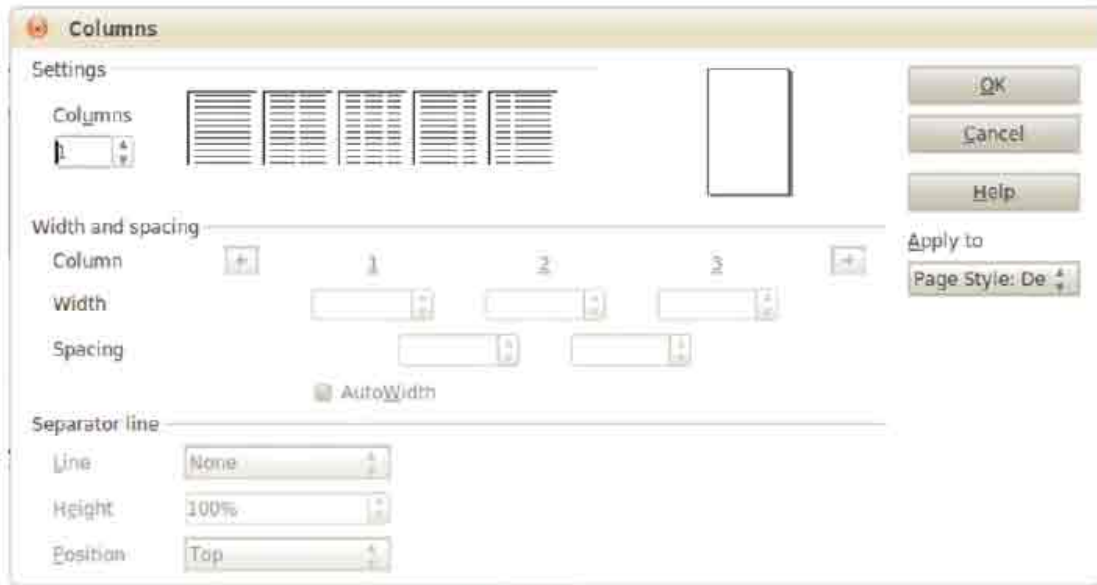 Columns
Settings
Columns
1
OK
Cancel
Help
Apply to
Page Style: De
Width and spacing
Column 1 2 3
Width
Spacing
AutoWidth
Separator line
Line None
Height 100%
Position Top